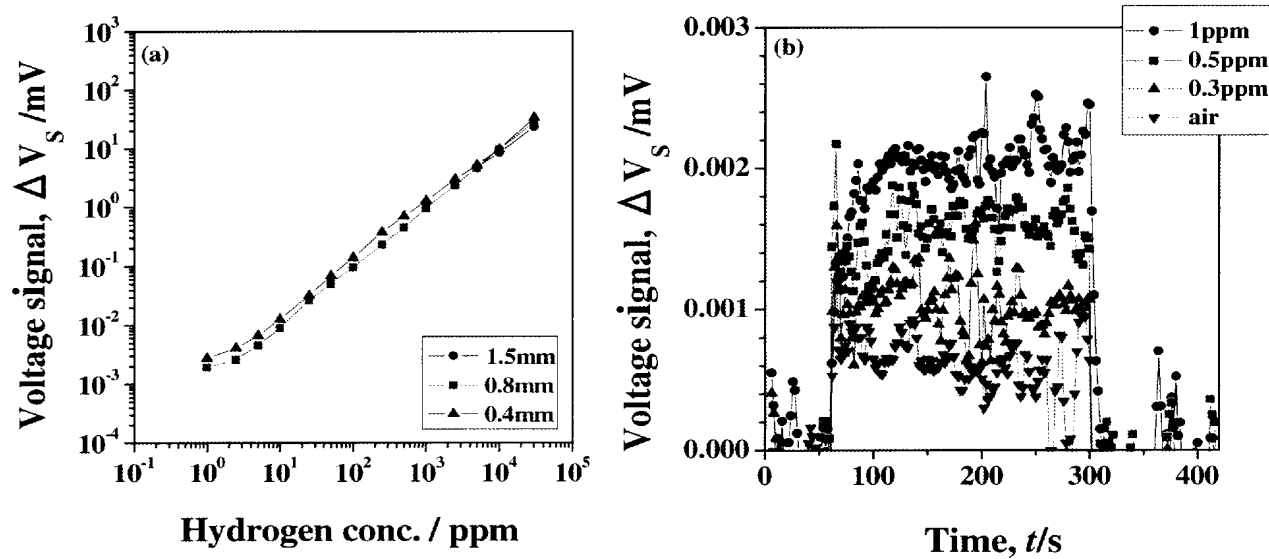 (a)
10³
10²
10¹
10⁰
10⁻¹
10⁻²
10⁻³
10⁻⁴
Voltage signal, Δ V_S /mV
1.5mm
0.8mm
0.4mm
10⁻¹ 10⁰ 10¹ 10² 10³ 10⁴ 10⁵
Hydrogen conc. / ppm
(b)
0.003
0.002
0.001
0.000
Voltage signal, Δ V_S /mV
1ppm
0.5ppm
0.3ppm
air
0 100 200 300 400
Time, t/s